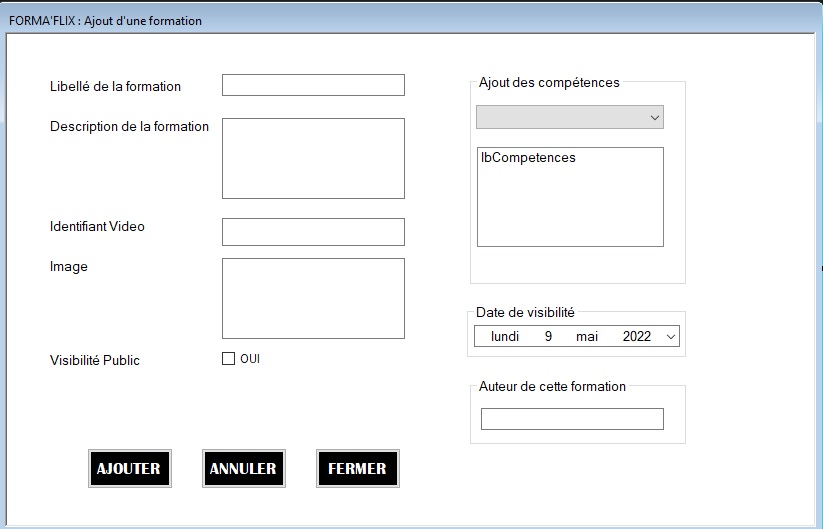 FORMA'FLIX : Ajout d'une formation
Libellé de la formation
Description de la formation
Identifiant Video
Image
Visibilité Public
OUI
Ajout des compétences
lbCompetences
Date de visibilité
lundi 9 mai 2022
Auteur de cette formation
AJOUTER
ANNULER
FERMER